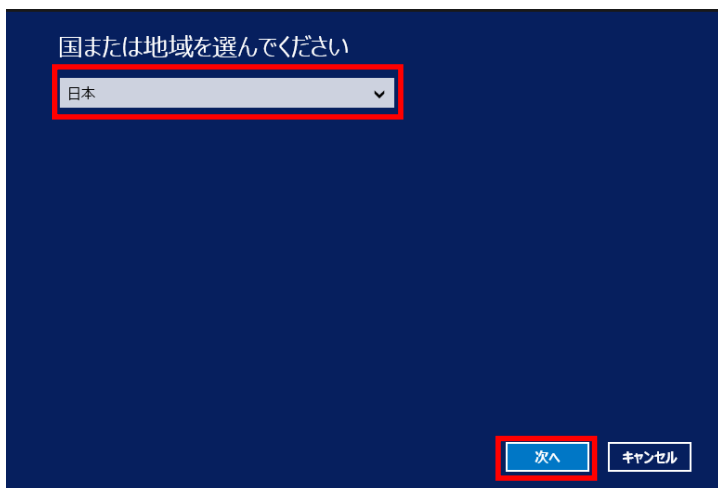 国または地域を選んでください
日本
次へ
キャンセル